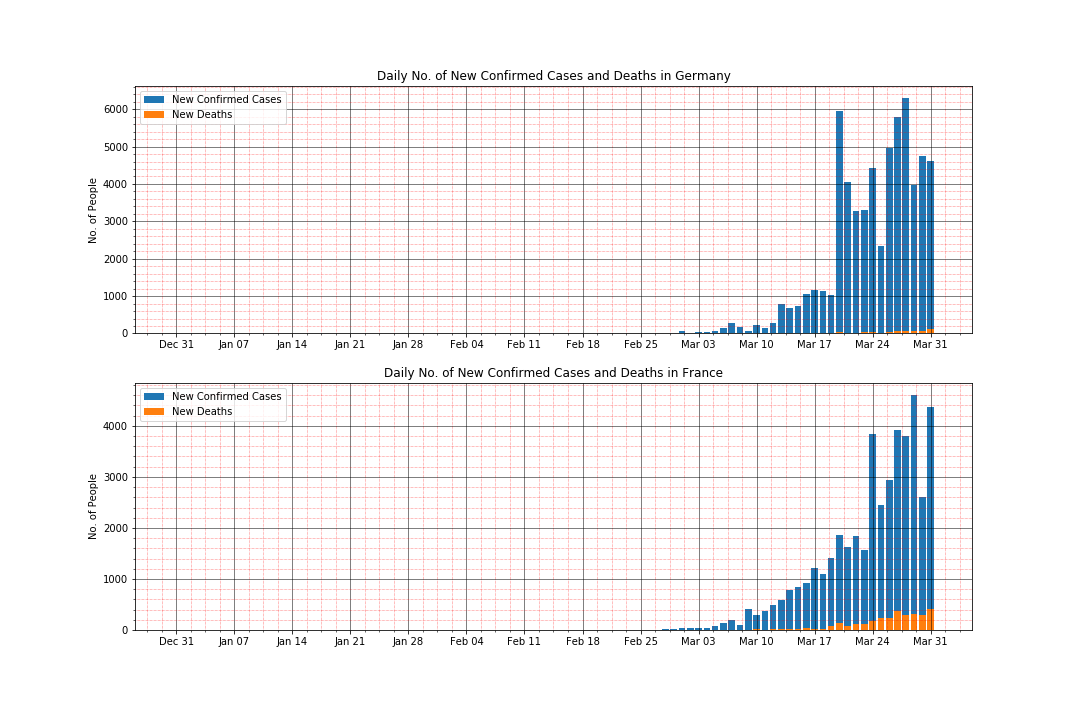 Daily No. of New Confirmed Cases and Deaths in Germany
New Confirmed Cases
New Deaths
No. of People
6000
5000
4000
3000
2000
1000
0
Dec 31 Jan 07 Jan 14 Jan 21 Jan 28 Feb 04 Feb 11 Feb 18 Feb 25 Mar 03 Mar 10 Mar 17 Mar 24 Mar 31
Daily No. of New Confirmed Cases and Deaths in France
New Confirmed Cases
New Deaths
No. of People
4000
3000
2000
1000
0
Dec 31 Jan 07 Jan 14 Jan 21 Jan 28 Feb 04 Feb 11 Feb 18 Feb 25 Mar 03 Mar 10 Mar 17 Mar 24 Mar 31